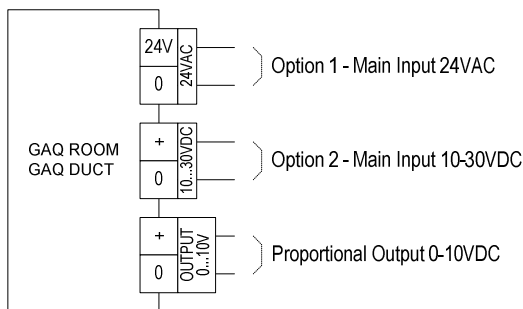 24V
0
24VAC
Option 1 - Main Input 24VAC
GAQ ROOM
GAQ DUCT
+
0
10...30VDC
Option 2 - Main Input 10-30VDC
+
0
OUTPUT
0...10V
Proportional Output 0-10VDC